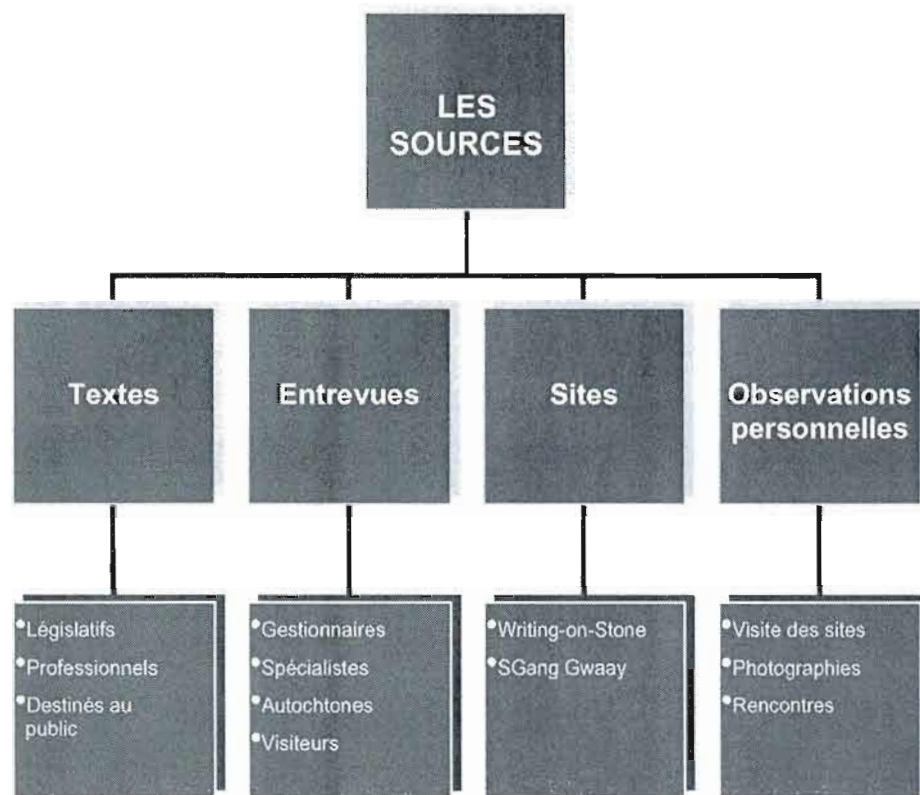 LES
SOURCES
Textes
Entrevues
Sites
Observations
personnelles
•Législatifs
•Professionnels
•Destinés au
public
•Gestionnaires
•Spécialistes
•Autochtones
•Visiteurs
•Writing-on-Stone
•SGang Gwaay
•Visite des sites
•Photographies
•Rencontres